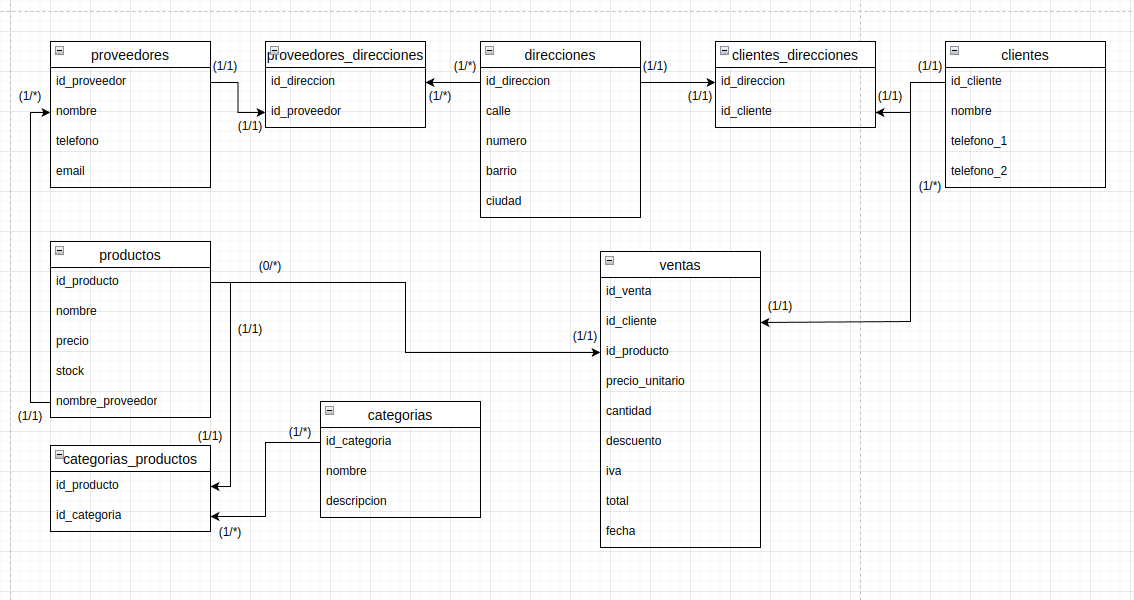 proveedores
id_proveedor
nombre
telefono
email
proveedores_direcciones
id_direccion
id_proveedor
direcciones
id_direccion
calle
numero
barrio
ciudad
clientes_direcciones
id_direccion
id_cliente
clientes
id_cliente
nombre
telefono_1
telefono_2
(1/1)
(1/1)
(1/*)
(1/*)
(1/1)
(1/1)
(1/1)
(1/1)
(1/*)
(1/*)
productos
id_producto
nombre
precio
stock
nombre_proveedor
(1/1)
(0/*)
(1/1)
(1/1)
(1/1)
ventas
id_venta
id_cliente
id_producto
precio_unitario
cantidad
descuento
iva
total
fecha
(1/1)
categorias_productos
id_producto
id_categoria
(1/*)
(1/*)
categorias
id_categoria
nombre
descripcion